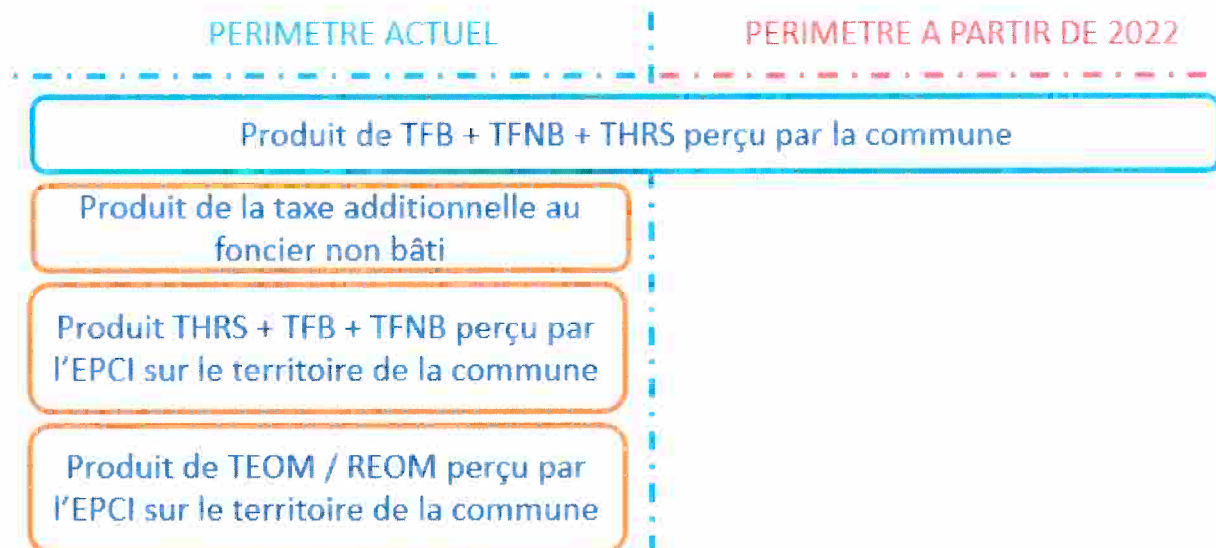 PERIMETRE ACTUEL
PERIMETRE A PARTIR DE 2022
Produit de TFB + TFNB + THRS perçu par la commune
Produit de la taxe additionnelle au
foncier non bâti
Produit THRS + TFB + TFNB perçu par
l'EPCI sur le territoire de la commune
Produit de TEOM / REOM perçu par
l'EPCI sur le territoire de la commune